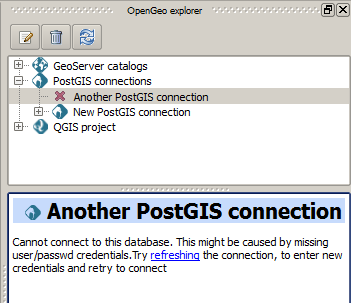 OpenGeo explorer
GeoServer catalogs
PostGIS connections
Another PostGIS connection
New PostGIS connection
QGIS project
Another PostGIS connection
Cannot connect to this database. This might be caused by missing
user/passwd credentials.Try refreshing the connection, to enter new
credentials and retry to connect